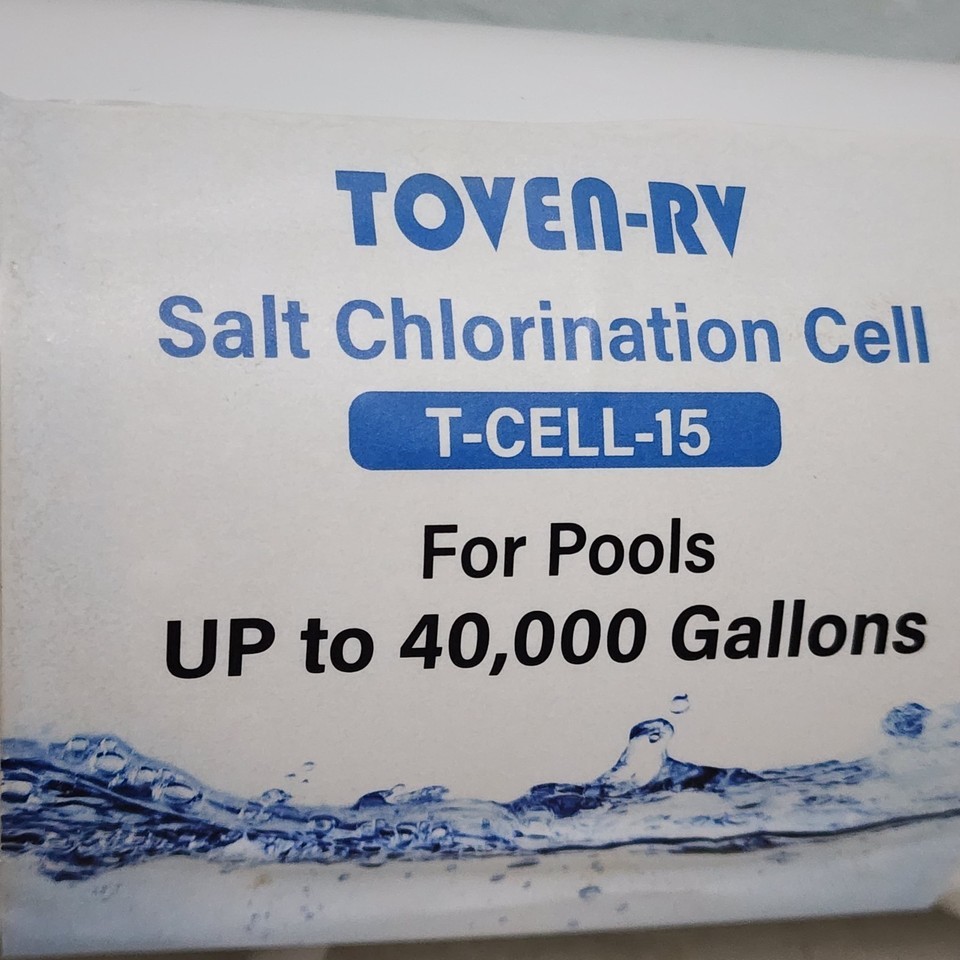 TOVEN-RV
Salt Chlorination Cell
T-CELL-15
For Pools
UP to 40,000 Gallons